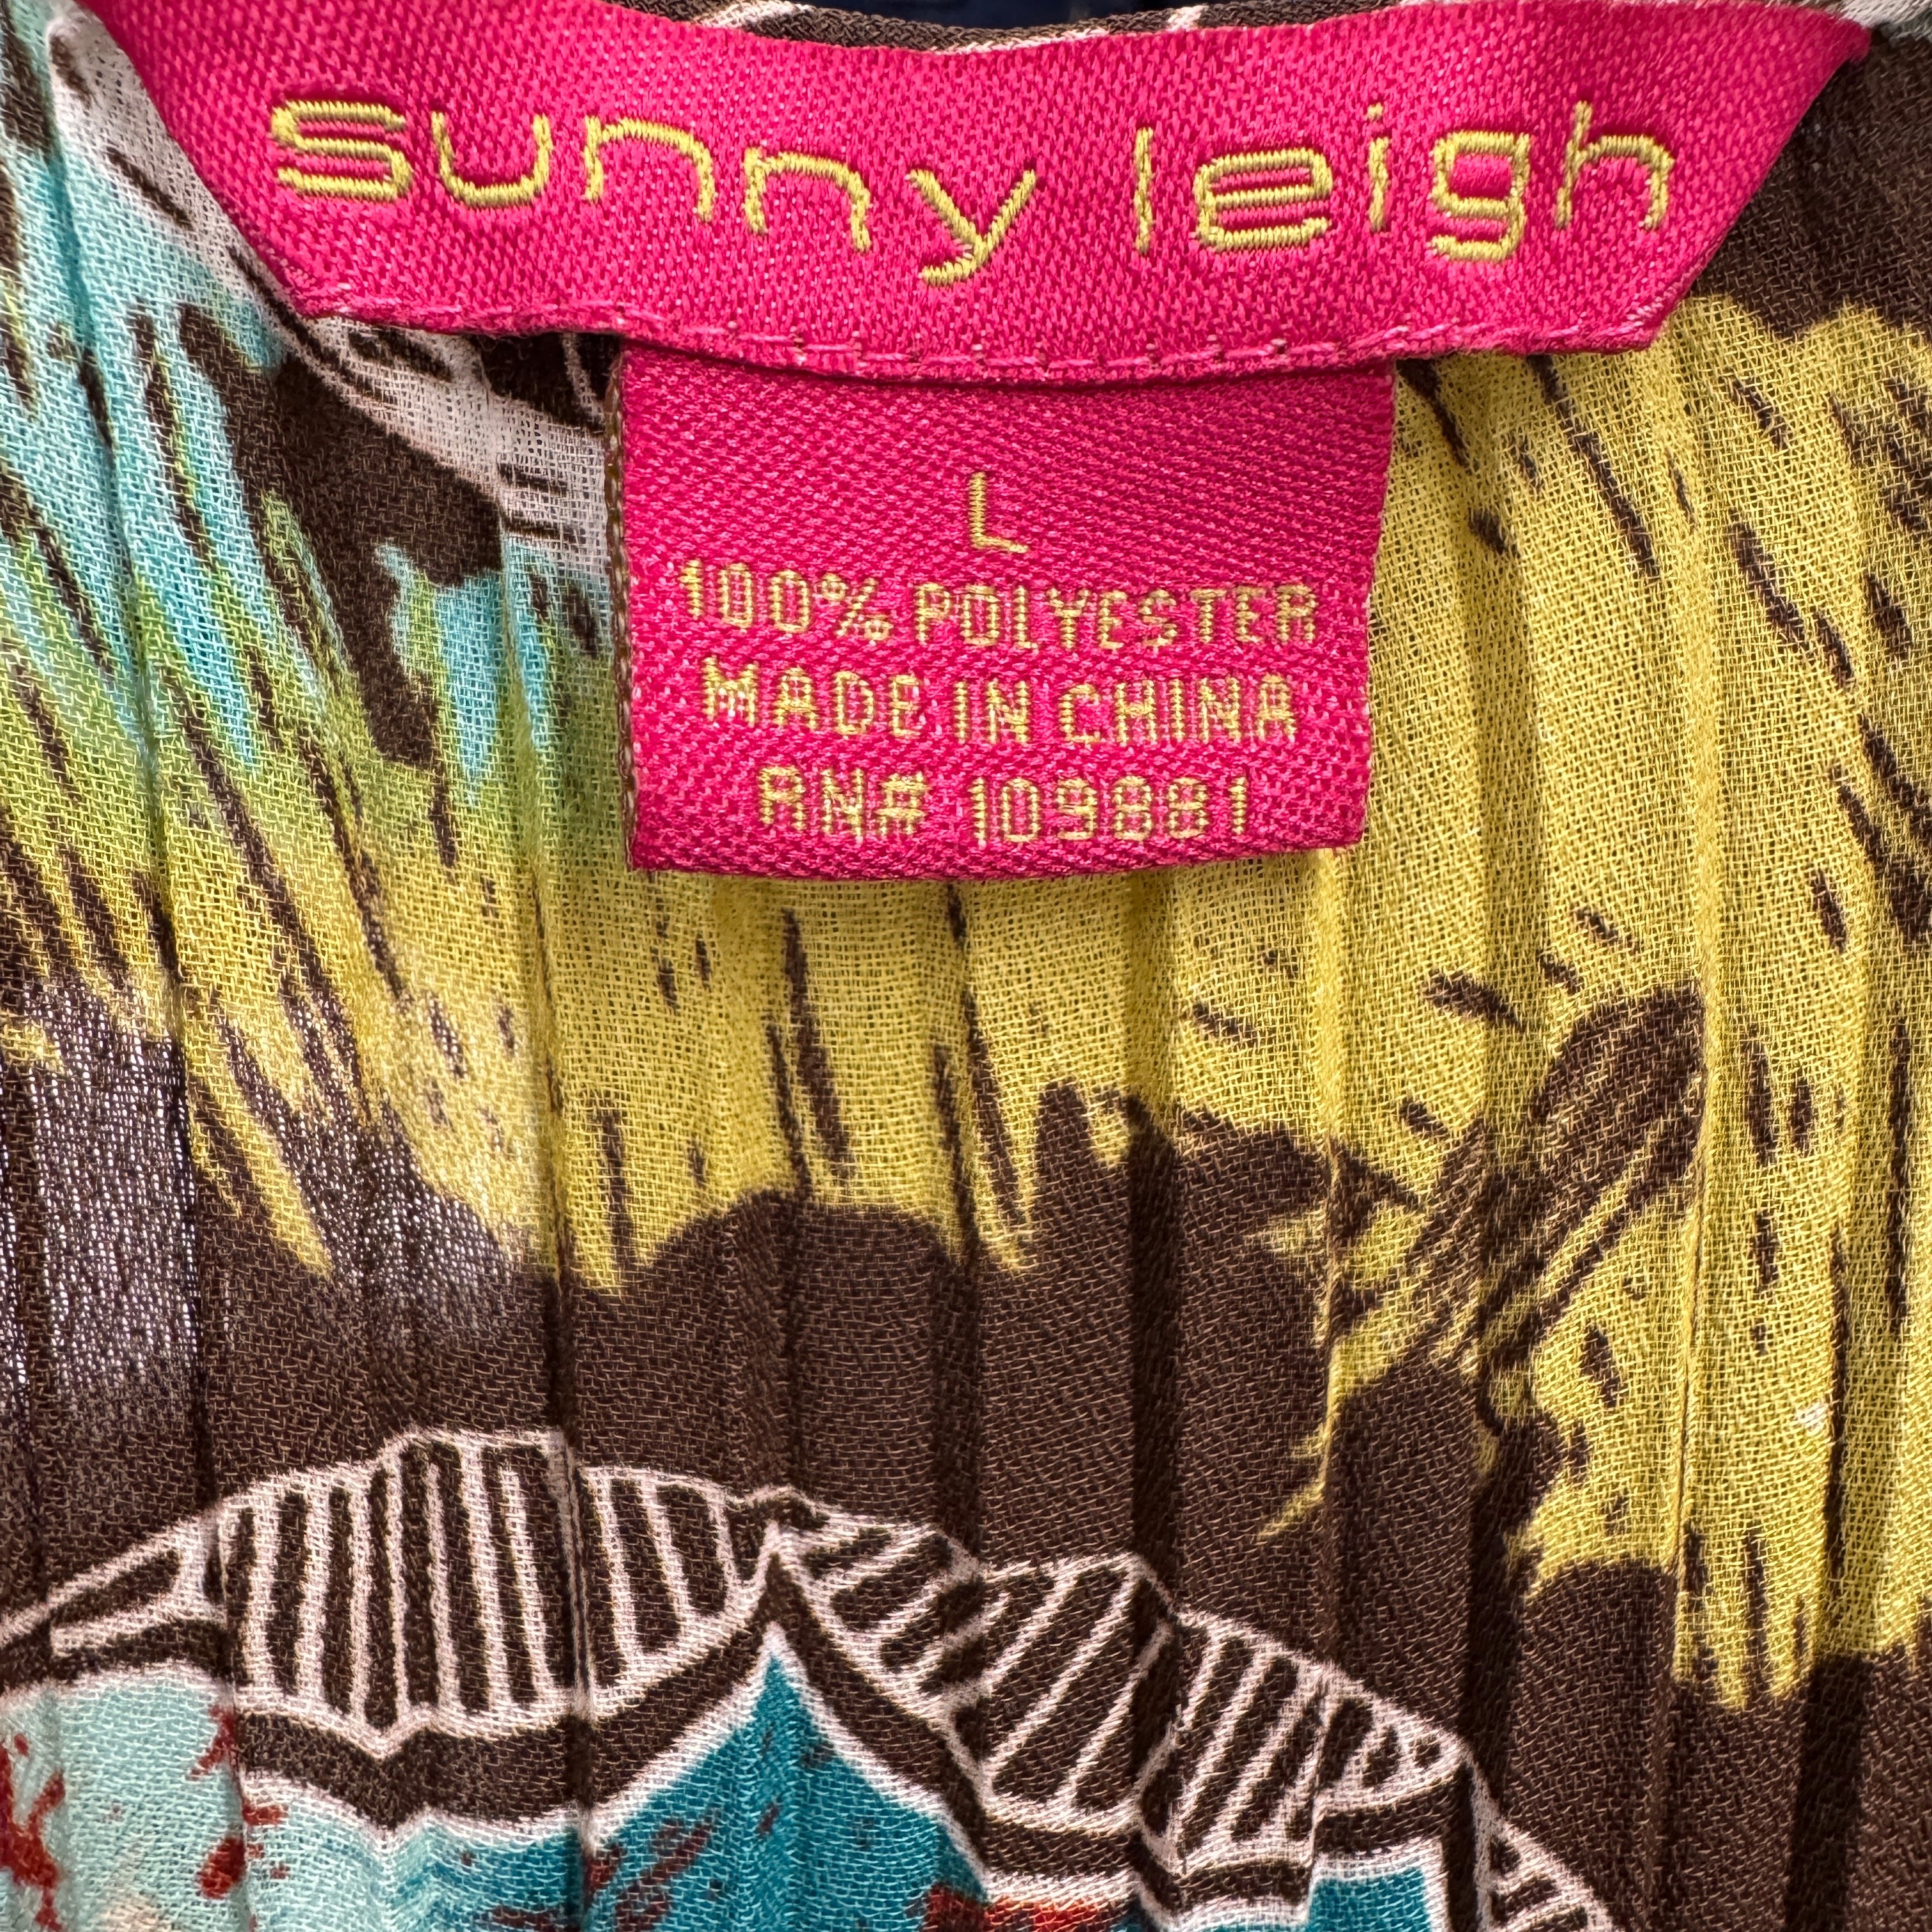 sunny leigh
L
100% POLYESTER
MADE IN CHINA
RN# 109881